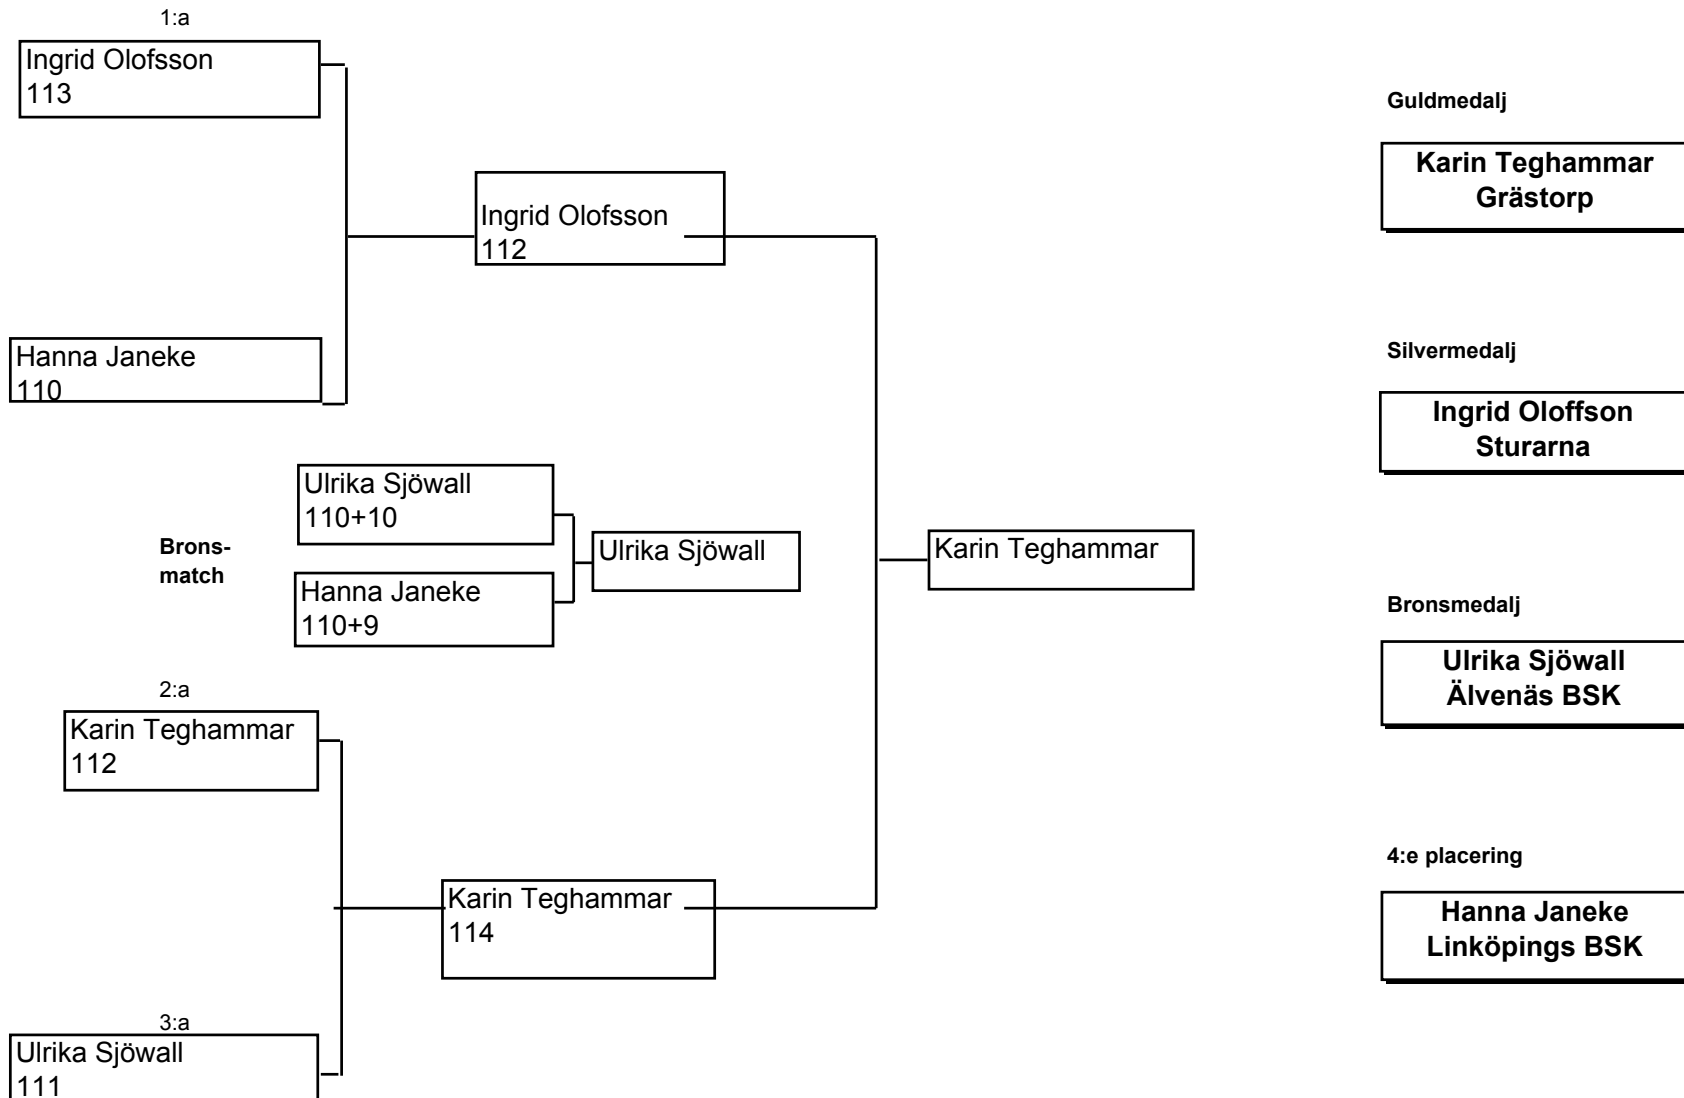 1:a
Ingrid Olofsson
113
Ingrid Olofsson
112
Hanna Janeke
110
Brons-
match
Ulrika Sjöwall
110+10
Hanna Janeke
110+9
Ulrika Sjöwall
Karin Teghammar
2:a
Karin Teghammar
112
Karin Teghammar
114
3:a
Ulrika Sjöwall
111
Guldmedalj
Karin Teghammar
Grästorp
Silvermedalj
Ingrid Oloffson
Sturarna
Bronsmedalj
Ulrika Sjöwall
Älvenäs BSK
4:e placering
Hanna Janeke
Linköpings BSK